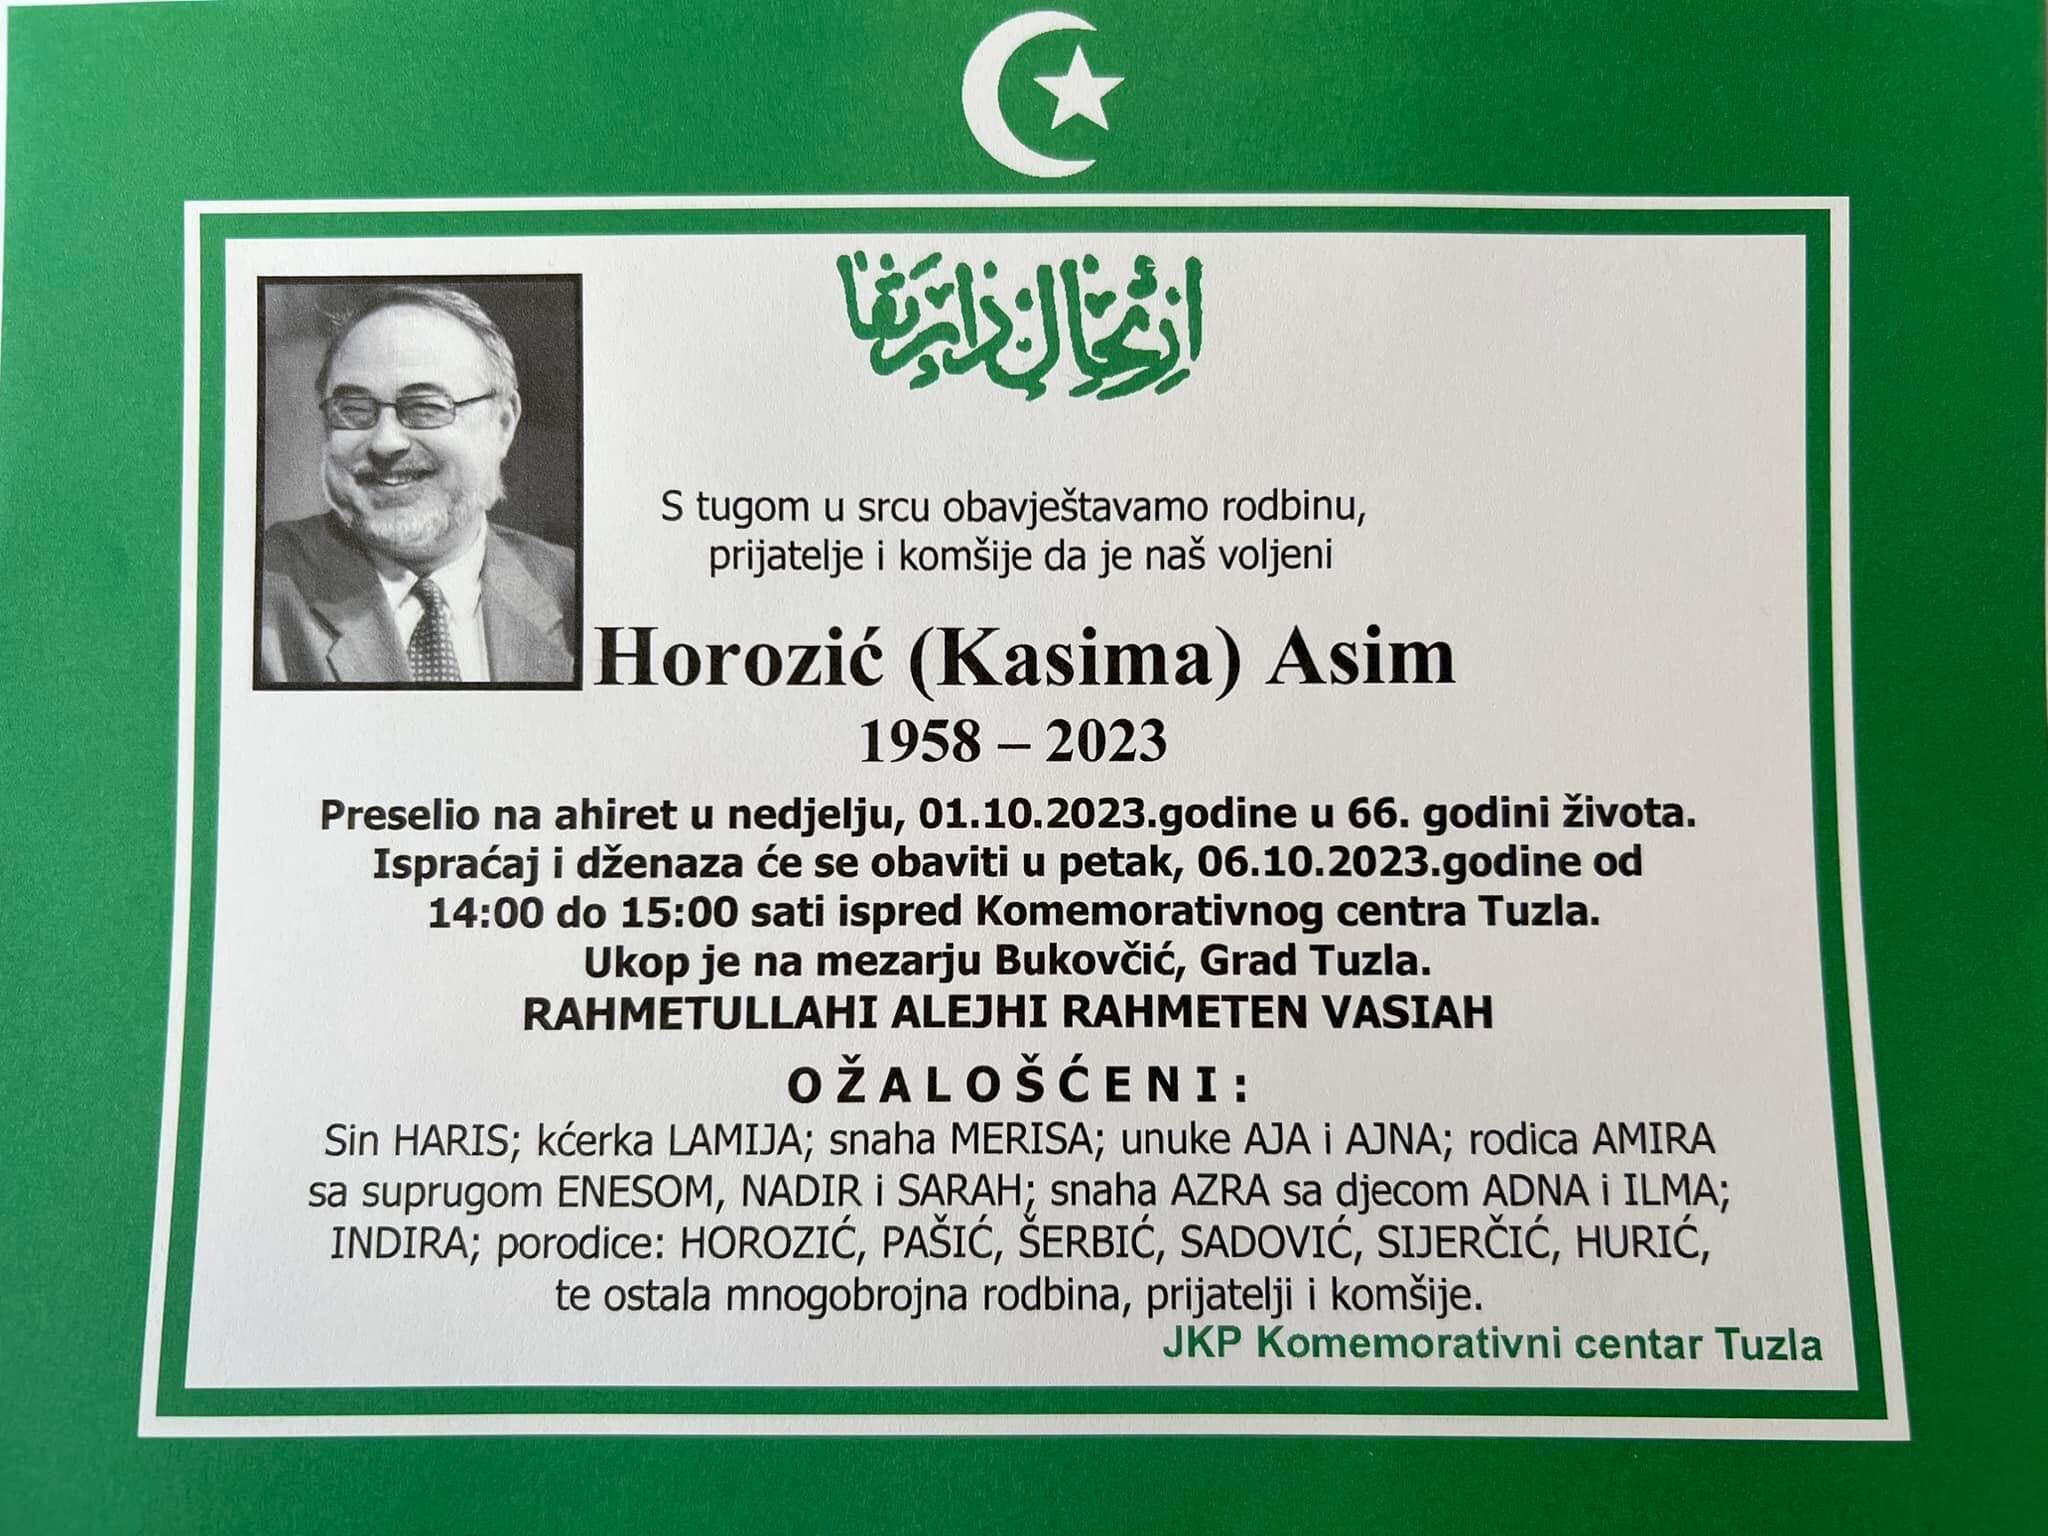 انتحال دار بقا
S tugom u srcu obavještavamo rodbinu,
prijatelje i komšije da je naš voljeni
Horozić (Kasima) Asim
1958 – 2023
Preselio na ahiret u nedjelju, 01.10.2023.godine u 66. godini života.
Ispraćaj i dženaza će se obaviti u petak, 06.10.2023.godine od
14:00 do 15:00 sati ispred Komemorativnog centra Tuzla.
Ukop je na mezarju Bukovčić, Grad Tuzla.
RAHMETULLAHI ALEJHI RAHMETEN VASIAH
OŽALOŠĆENI:
Sin HARIS; kćerka LAMIJA; snaha MERISA; unuke AJA i AJNA; rodica AMIRA
sa suprugom ENESOM, NADIR i SARAH; snaha AZRA sa djecom ADNA i ILMA;
INDIRA; porodice: HOROZIĆ, PAŠIĆ, ŠERBIĆ, SADOVIĆ, SIJERČIĆ, HURIĆ,
te ostala mnogobrojna rodbina, prijatelji i komšije.
JKP Komemorativni centar Tuzla